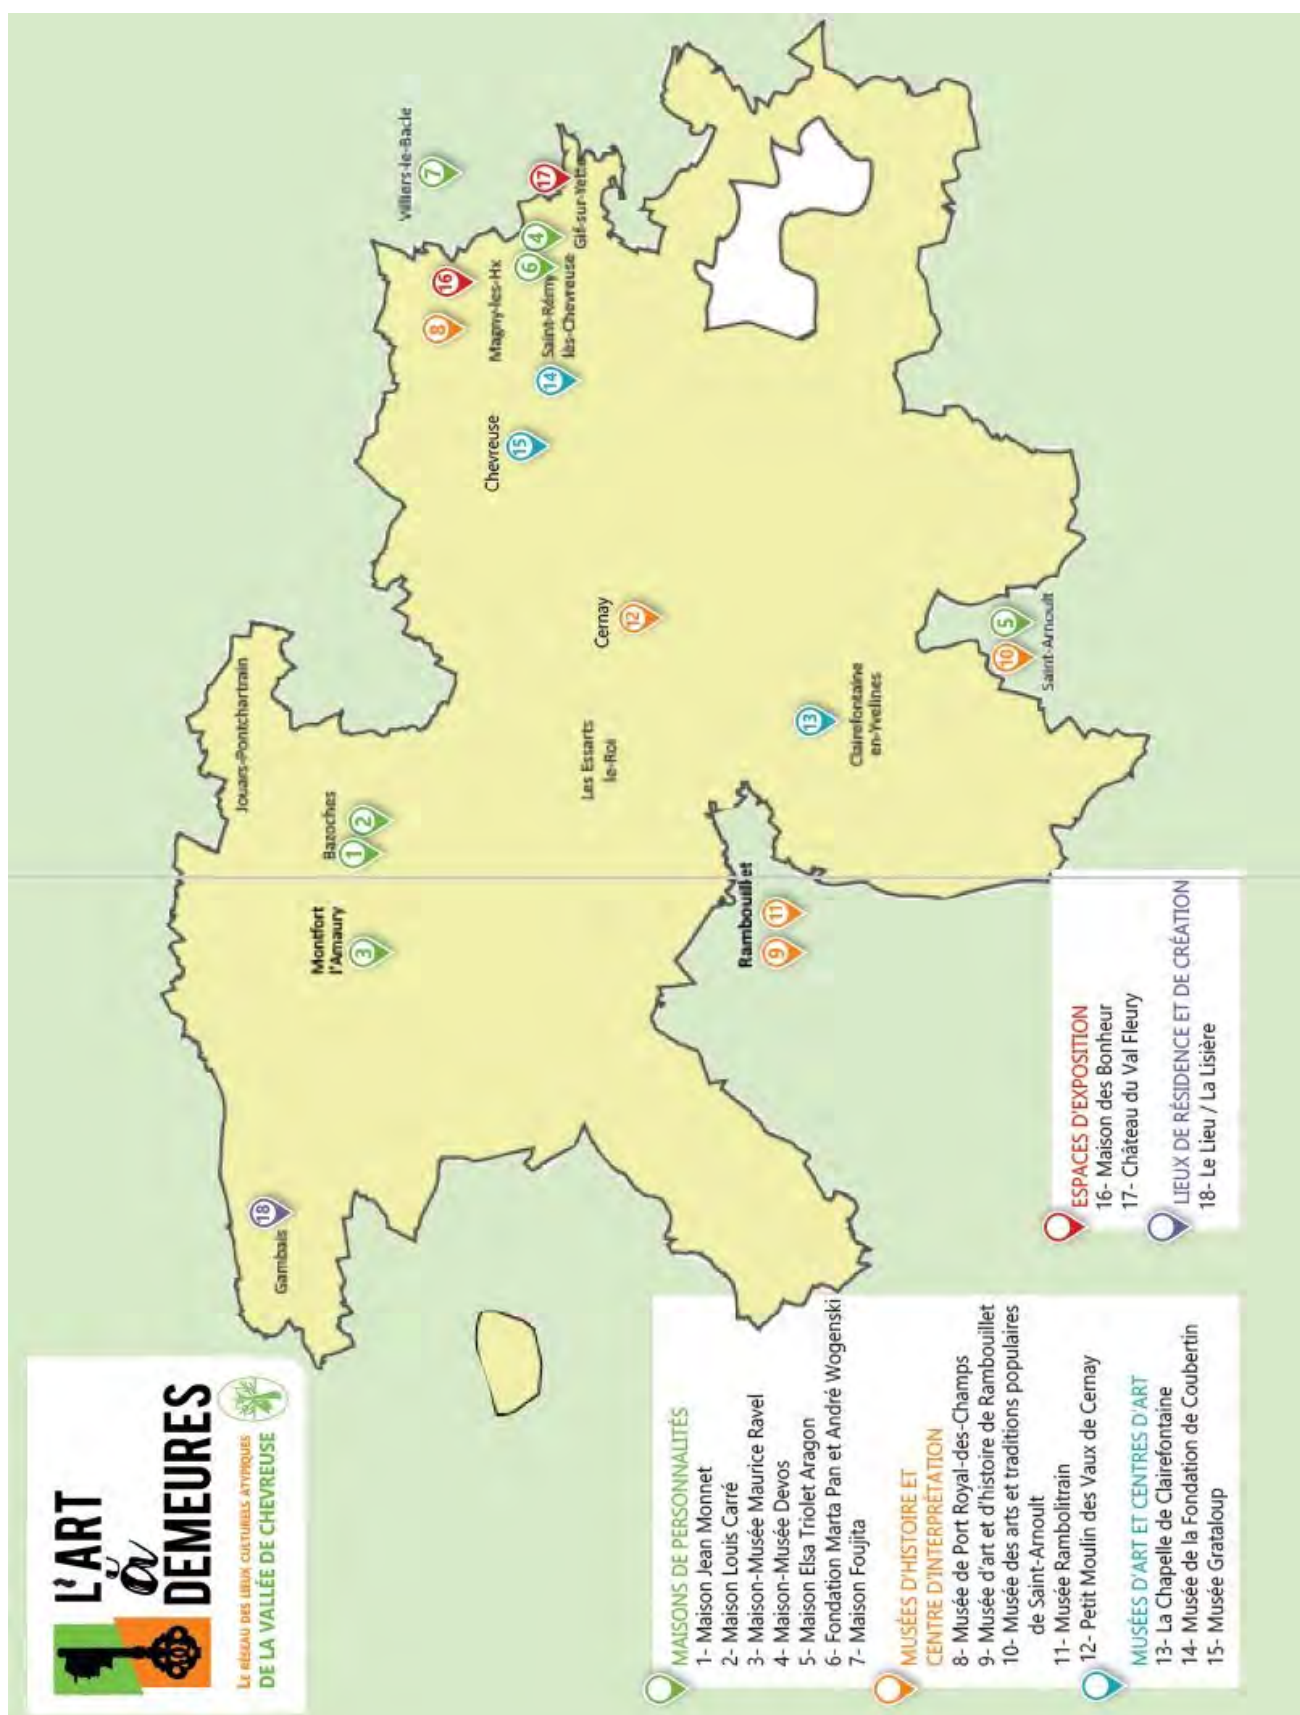 L'ART
à
DEMEURES
LE RÉSEAU DES LIEUX CULTURELS ATYPIQUES
DE LA VALLÉE DE CHEVREUSE
Gambais
18
Montfort
l'Amaury
3
Bazoches
1
2
Jouars-Pontchartrain
Les Essarts
le-Roi
Cernay
12
Chevreuse
15
14
Saint-Rémy
lès-Chevreuse
Magny-les-Hx
8
16
6
4
Villiers-le-Bacle
7
17
Gif-sur-Yette
Rambouillet
9
11
Clairefontaine
en-Yvelines
13
10
5
Saint-Arnoult
MAISONS DE PERSONNALITÉS
1- Maison Jean Monnet
2- Maison Louis Carré
3- Maison-Musée Maurice Ravel
4- Maison-Musée Devos
5- Maison Elsa Triolet Aragon
6- Fondation Marta Pan et André Wogenski
7- Maison Foujita
MUSÉES D'HISTOIRE ET
CENTRE D'INTERPRÉTATION
8- Musée de Port Royal-des-Champs
9- Musée d'art et d'histoire de Rambouillet
10- Musée des arts et traditions populaires
de Saint-Arnoult
11- Musée Rambolitrain
12- Petit Moulin des Vaux de Cernay
MUSÉES D'ART ET CENTRES D'ART
13- La Chapelle de Clairefontaine
14- Musée de la Fondation de Coubertin
15- Musée Grataloup
ESPACES D'EXPOSITION
16- Maison des Bonheur
17- Château du Val Fleury
LIEUX DE RÉSIDENCE ET DE CRÉATION
18- Le Lieu / La Lisière